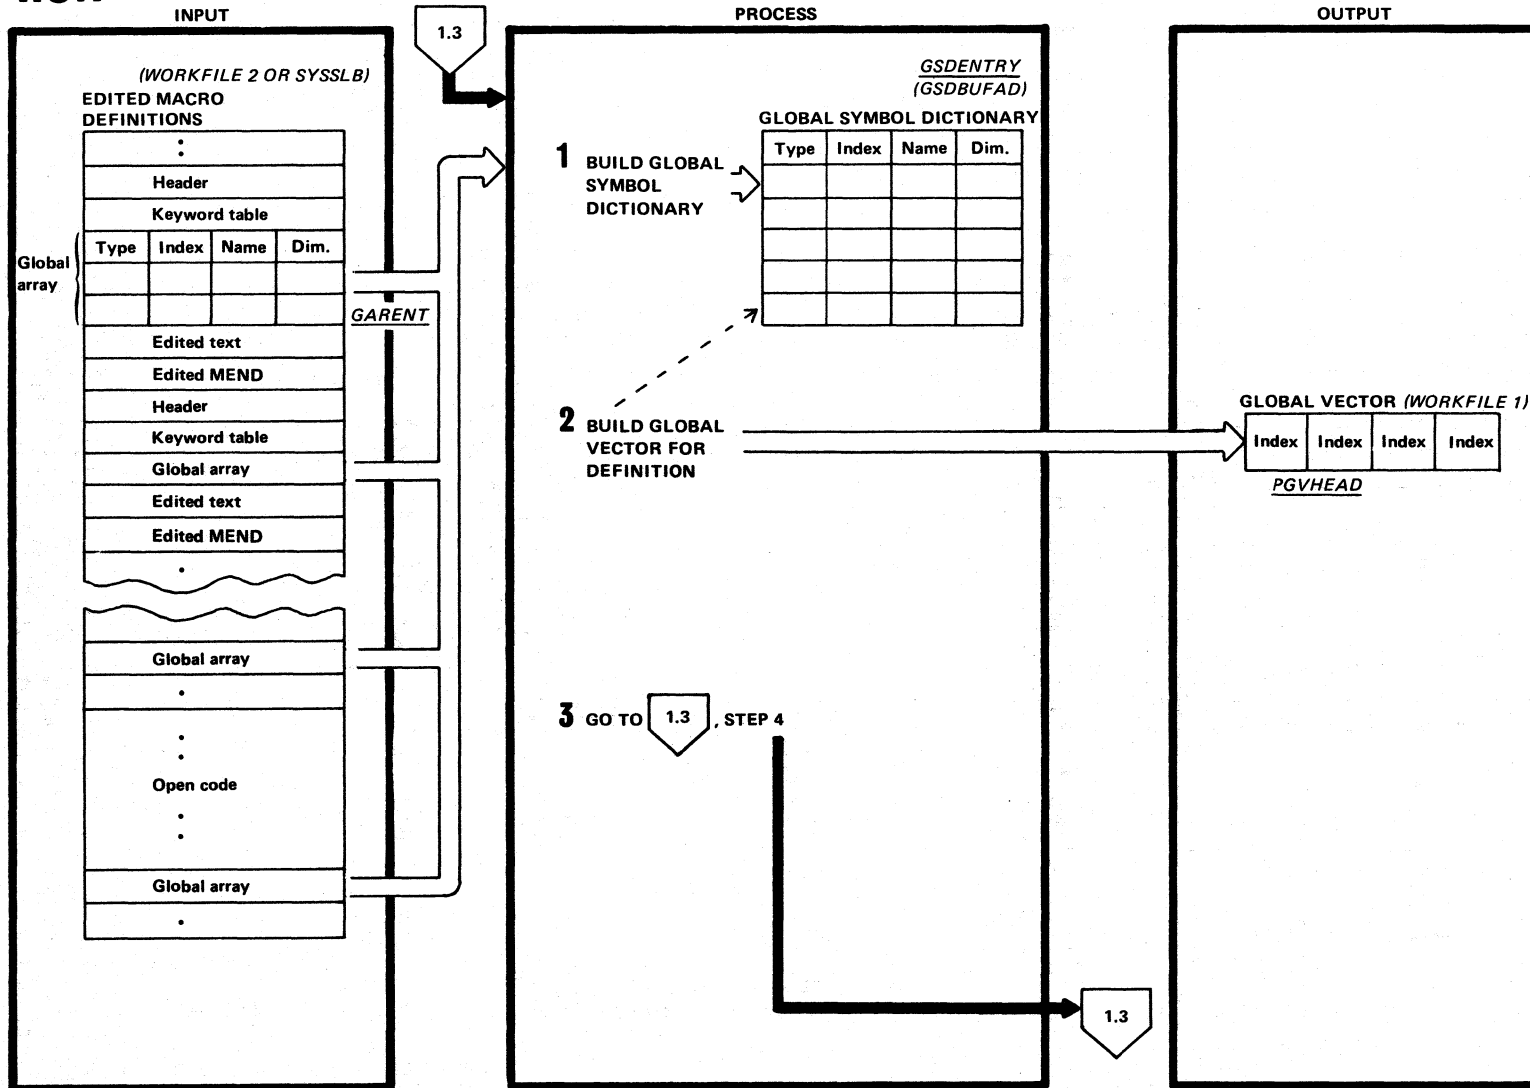 INPUT
PROCESS
OUTPUT
1.3
(WORKFILE 2 OR SYSSLB)
EDITED MACRO
DEFINITIONS
Header
Keyword table
Type Index Name Dim.
Global
array
GARENT
Edited text
Edited MEND
Header
Keyword table
Global array
Edited text
Edited MEND
Global array
Open code
Global array
GSDENTRY
(GSDBUFAD)
GLOBAL SYMBOL DICTIONARY
Type Index Name Dim.
1 BUILD GLOBAL
SYMBOL
DICTIONARY
2 BUILD GLOBAL
VECTOR FOR
DEFINITION
3 GO TO 1.3 , STEP 4
1.3
GLOBAL VECTOR (WORKFILE 1)
Index Index Index Index
PGVHEAD